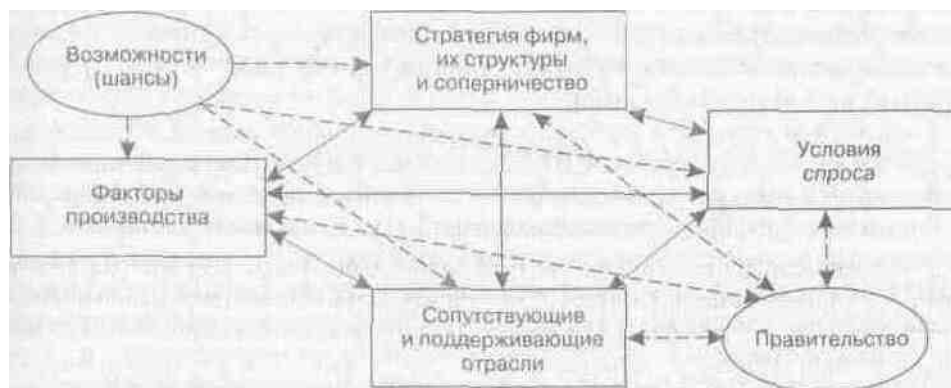 Возможности
(шансы)
Стратегия фирм,
их структуры
и соперничество
Условия
спроса
Факторы
производства
Сопутствующие
и поддерживающие
отрасли
Правительство